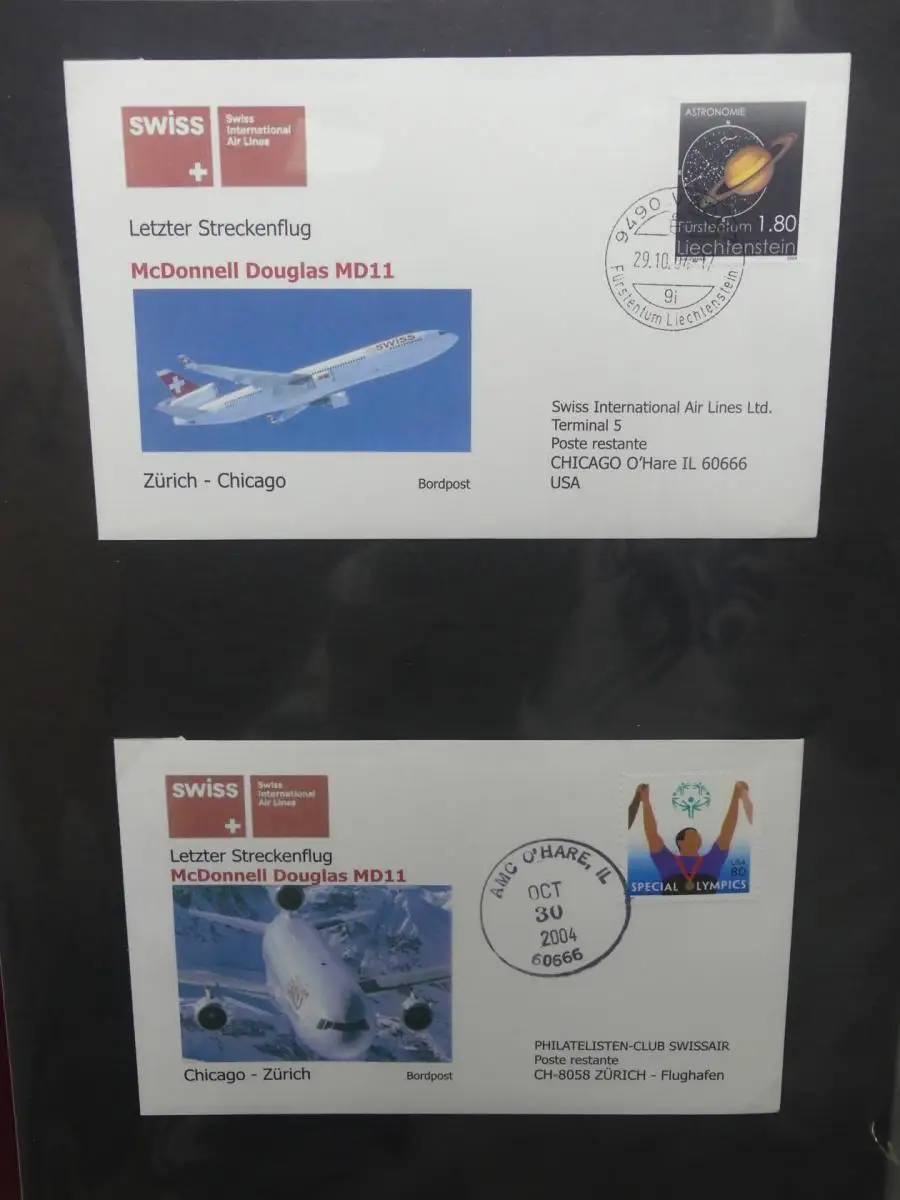 swiss
Swiss
International
Air Lines
Letzter Streckenflug
McDonnell Douglas MD11
SWISS
Zürich - Chicago
Bordpost
ASTRONOMIE
Fürstentum 1.80
Liechtenstein
9490
29.10.
9i
Fürstentum Liechtenstein
Swiss International Air Lines Ltd.
Terminal 5
Poste restante
CHICAGO O'Hare IL 60666
USA
swiss
Swiss
International
Air Lines
Letzter Streckenflug
McDonnell Douglas MD11
Chicago - Zürich
Bordpost
AMC O'HARE, IL
OCT
30
2004
60666
USA
80
SPECIAL OLYMPICS
PHILATELISTEN-CLUB SWISSAIR
Poste restante
CH-8058 ZÜRICH - Flughafen